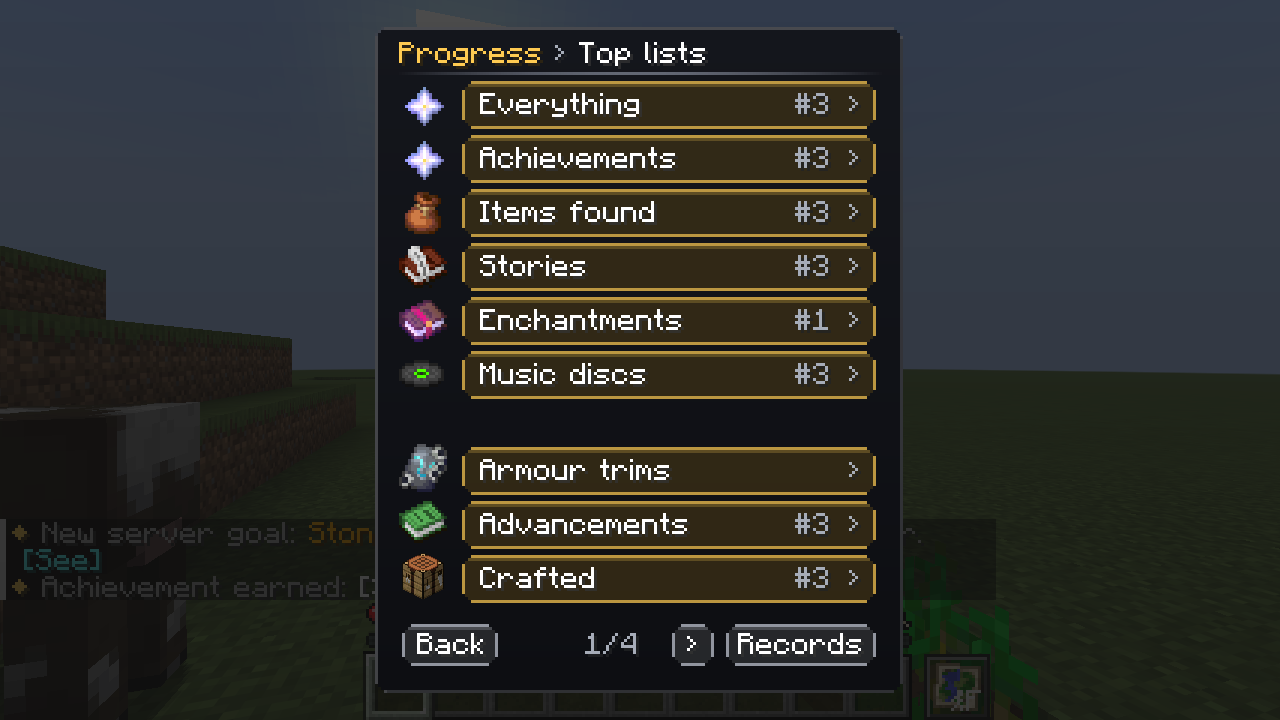 Progress > Top lists
Everything #3 >
Achievements #3 >
Items found #3 >
Stories #3 >
Enchantments #1 >
Music discs #3 >
Armour trims >
Advancements #3 >
Crafted #3 >
New server goal:
[See]
Achievement earned: [
Back 1/4 > Records